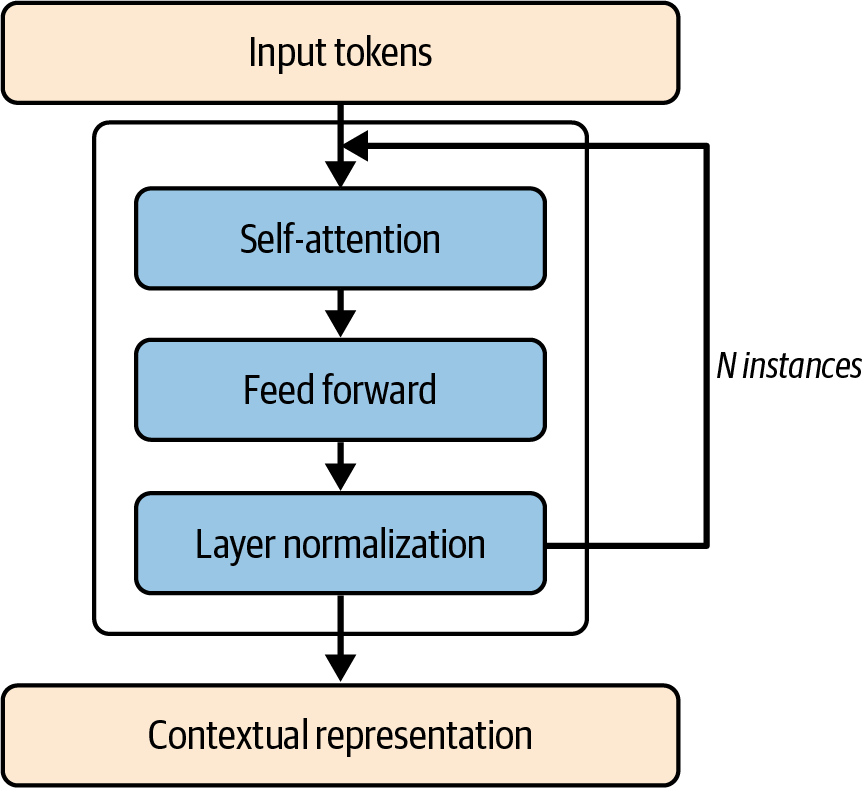 Input tokens
Self-attention
Feed forward
N instances
Layer normalization
Contextual representation